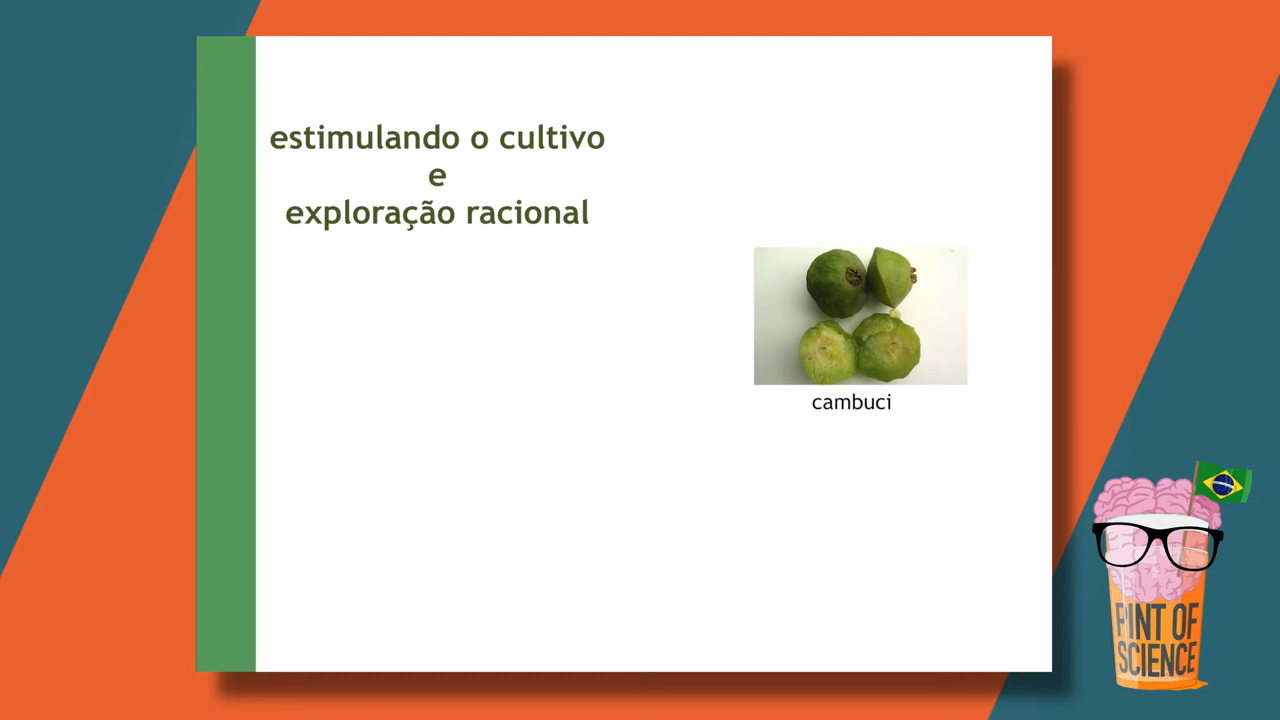 estimulando o cultivo
e
exploração racional
cambuci
PINT OF
SCIENCE